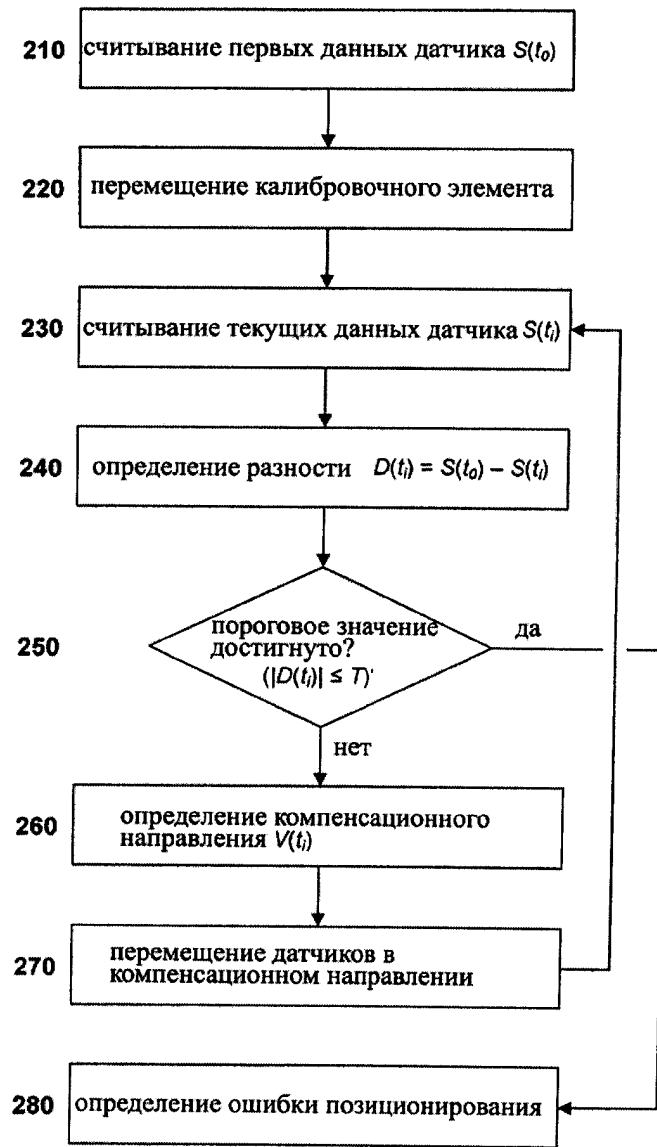 210 считывание первых данных датчика S(t₀)
220 перемещение калибровочного элемента
230 считывание текущих данных датчика S(tᵢ)
240 определение разности D(tᵢ) = S(t₀) – S(tᵢ)
250 пороговое значение
достигнуто?
(|D(tᵢ)| ≤ T)
да
нет
260 определение компенсационного
направления V(tᵢ)
270 перемещение датчиков в
компенсационном направлении
280 определение ошибки позиционирования